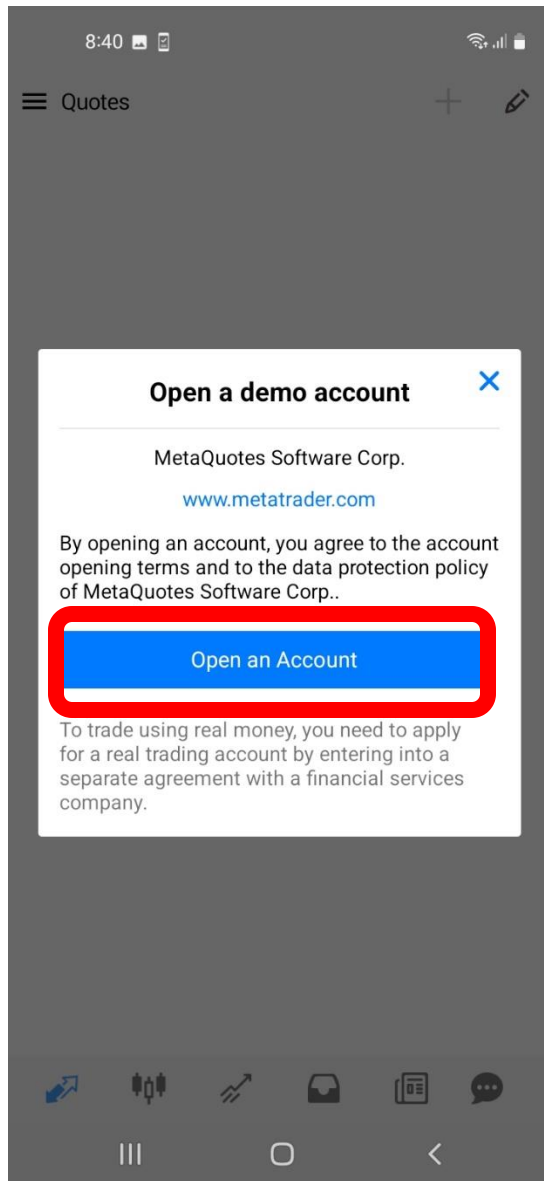 8:40
Quotes
Open a demo account
MetaQuotes Software Corp.
www.metatrader.com
By opening an account, you agree to the account
opening terms and to the data protection policy
of MetaQuotes Software Corp..
Open an Account
To trade using real money, you need to apply
for a real trading account by entering into a
separate agreement with a financial services
company.